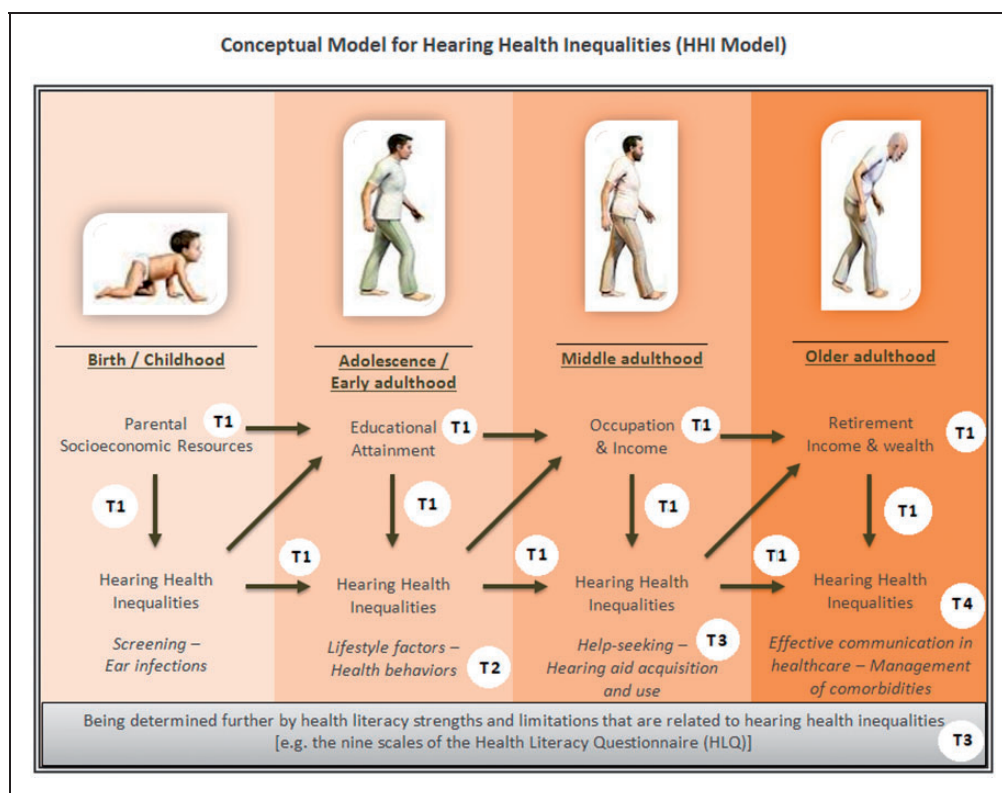 Conceptual Model for Hearing Health Inequalities (HHI Model)
Birth / Childhood
Adolescence /
Early adulthood
Middle adulthood
Older adulthood
Parental
Socioeconomic Resources
T1
Educational
Attainment
T1
Occupation
& Income
T1
Retirement
Income & wealth
T1
T1
T1
T1
T1
Hearing Health
Inequalities
T1
Hearing Health
Inequalities
T1
Hearing Health
Inequalities
T1
Hearing Health
Inequalities
T4
Screening –
Ear infections
Lifestyle factors –
Health behaviors
T2
Help-seeking –
Hearing aid acquisition
and use
T3
Effective communication in
healthcare – Management
of comorbidities
Being determined further by health literacy strengths and limitations that are related to hearing health inequalities
[e.g. the nine scales of the Health Literacy Questionnaire (HLQ)]
T3